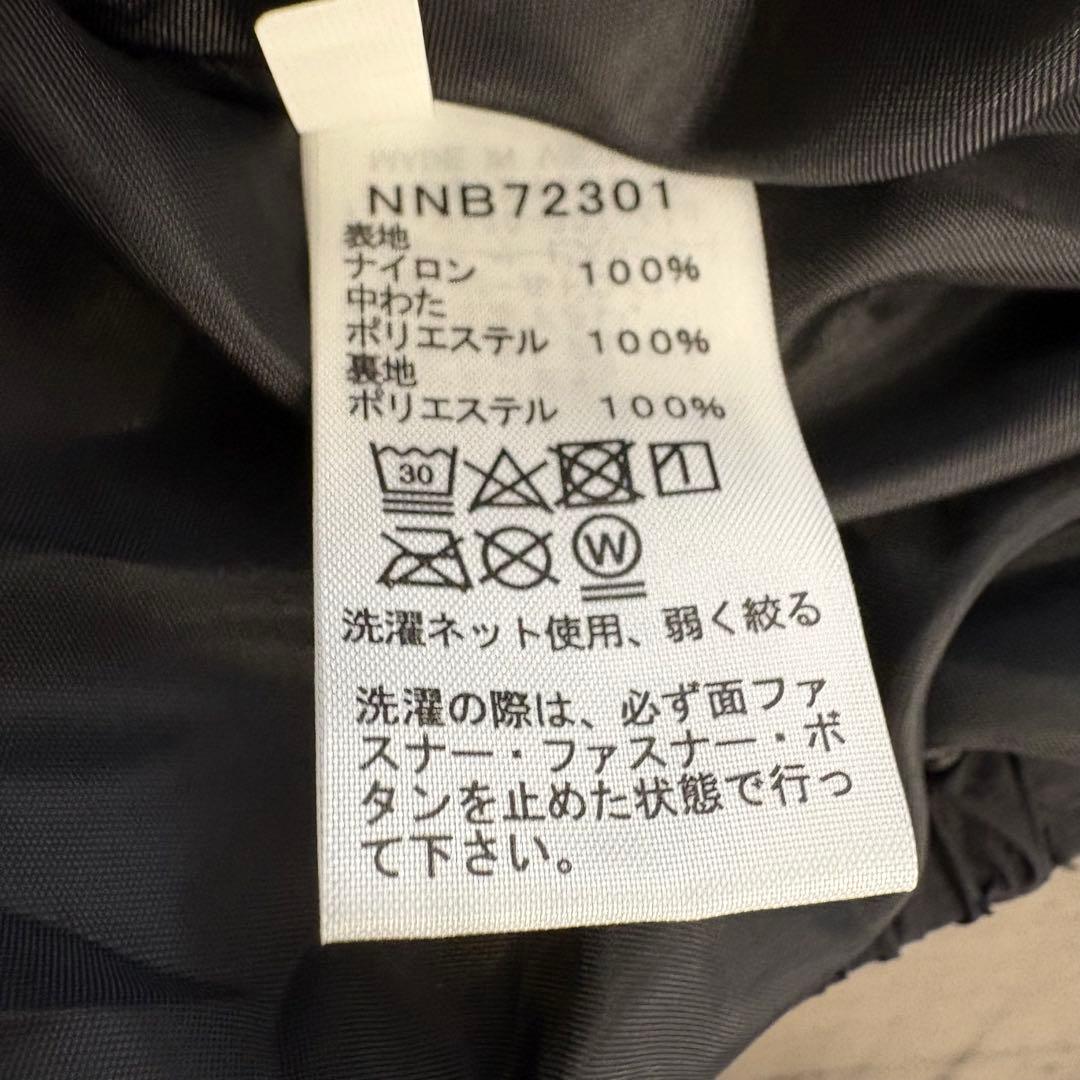 NNB72301
表地
ナイロン 100%
中わた
ポリエステル 100%
裏地
ポリエステル 100%
30
W
洗濯ネット使用、弱く絞る
洗濯の際は、必ず面ファ
スナー・ファスナー・ボ
タンを止めた状態で行っ
て下さい。